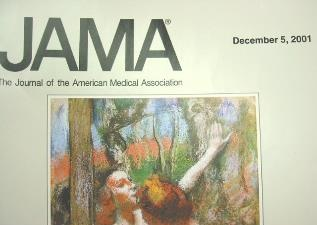 JAMA®
December 5, 2001
The Journal of the American Medical Association